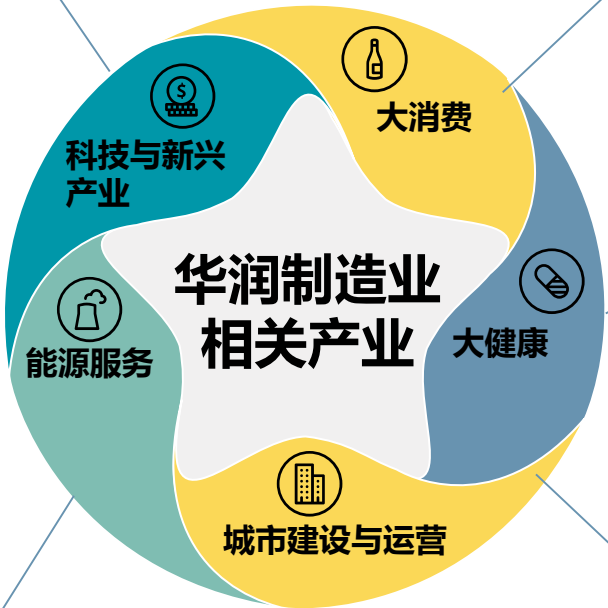 大消费
科技与新兴
产业
华润制造业
相关产业
大健康
能源服务
城市建设与运营
$